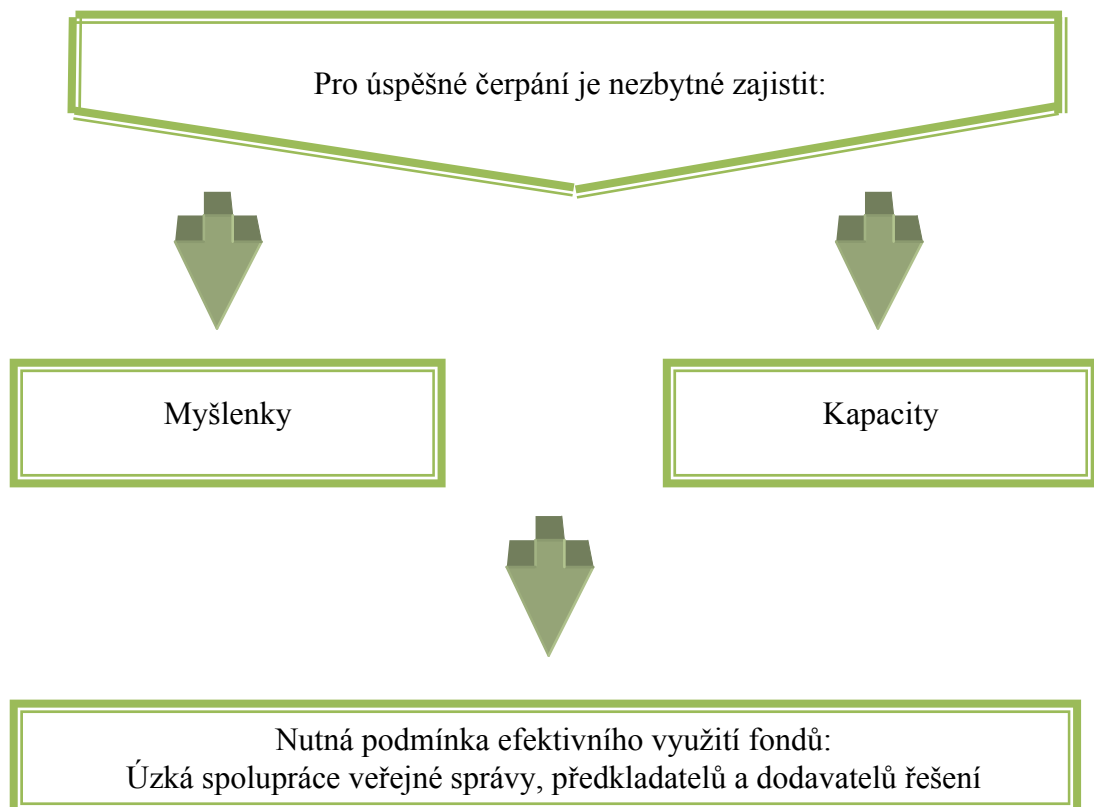 Pro úspěšné čerpání je nezbytné zajistit:
Myšlenky
Kapacity
Nutná podmínka efektivního využití fondů:
Úzká spolupráce veřejné správy, předkladatelů a dodavatelů řešení